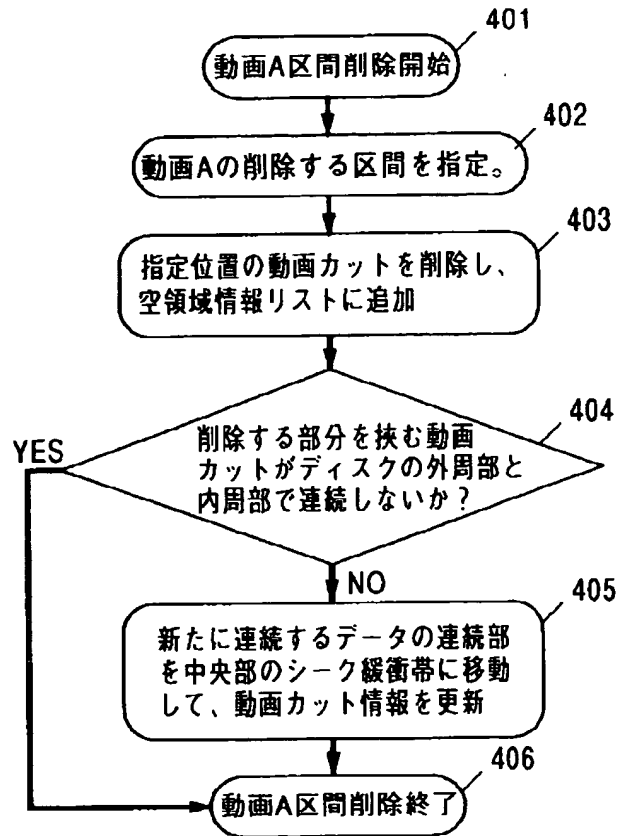 401
動画A区間削除開始
402
動画Aの削除する区間を指定。
403
指定位置の動画カットを削除し、
空領域情報リストに追加
404
YES
削除する部分を挟む動画
カットがディスクの外周部と
内周部で連続しないか？
NO
405
新たに連続するデータの連続部
を中央部のシーク緩衝帯に移動
して、動画カット情報を更新
406
動画A区間削除終了